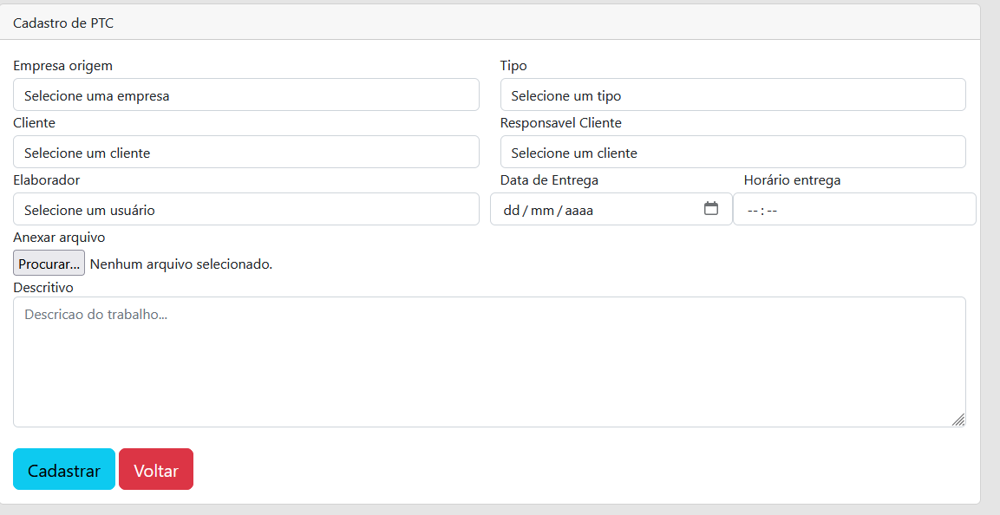 Cadastro de PTC
Empresa origem Tipo
Selecione uma empresa Selecione um tipo
Cliente Responsavel Cliente
Selecione um cliente Selecione um cliente
Elaborador Data de Entrega Horário entrega
Selecione um usuário dd/mm/aaaa --:--
Anexar arquivo
Procurar... Nenhum arquivo selecionado.
Descritivo
Descricao do trabalho...
Cadastrar Voltar